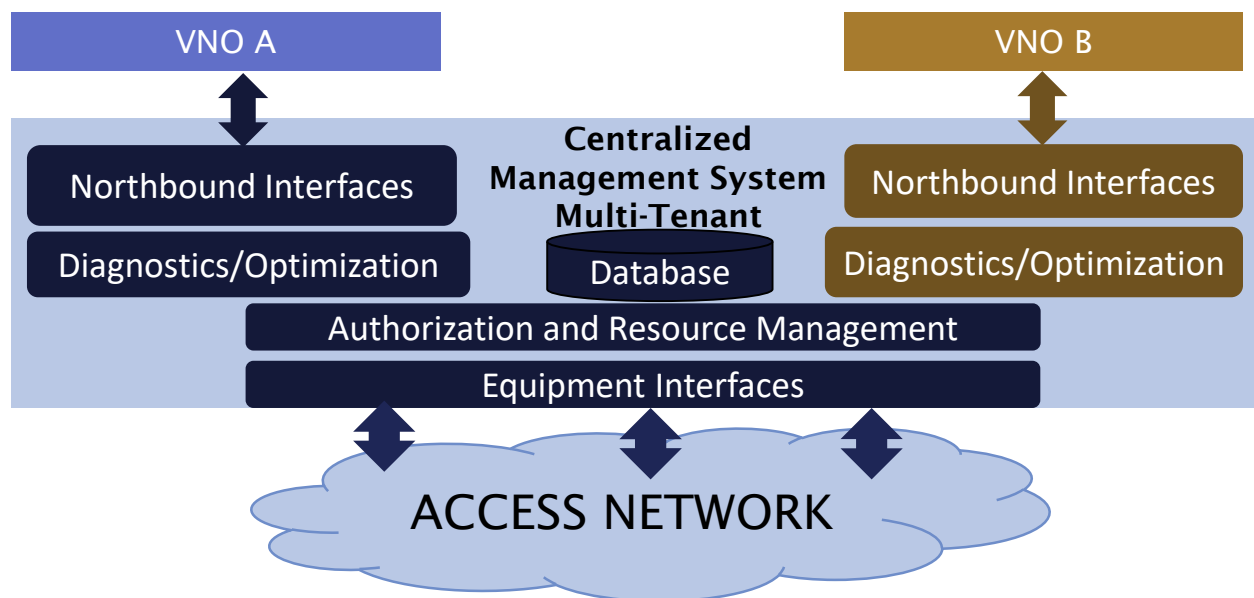 VNO A
VNO B
Centralized
Management System
Multi-Tenant
Northbound Interfaces
Northbound Interfaces
Diagnostics/Optimization
Database
Diagnostics/Optimization
Authorization and Resource Management
Equipment Interfaces
ACCESS NETWORK